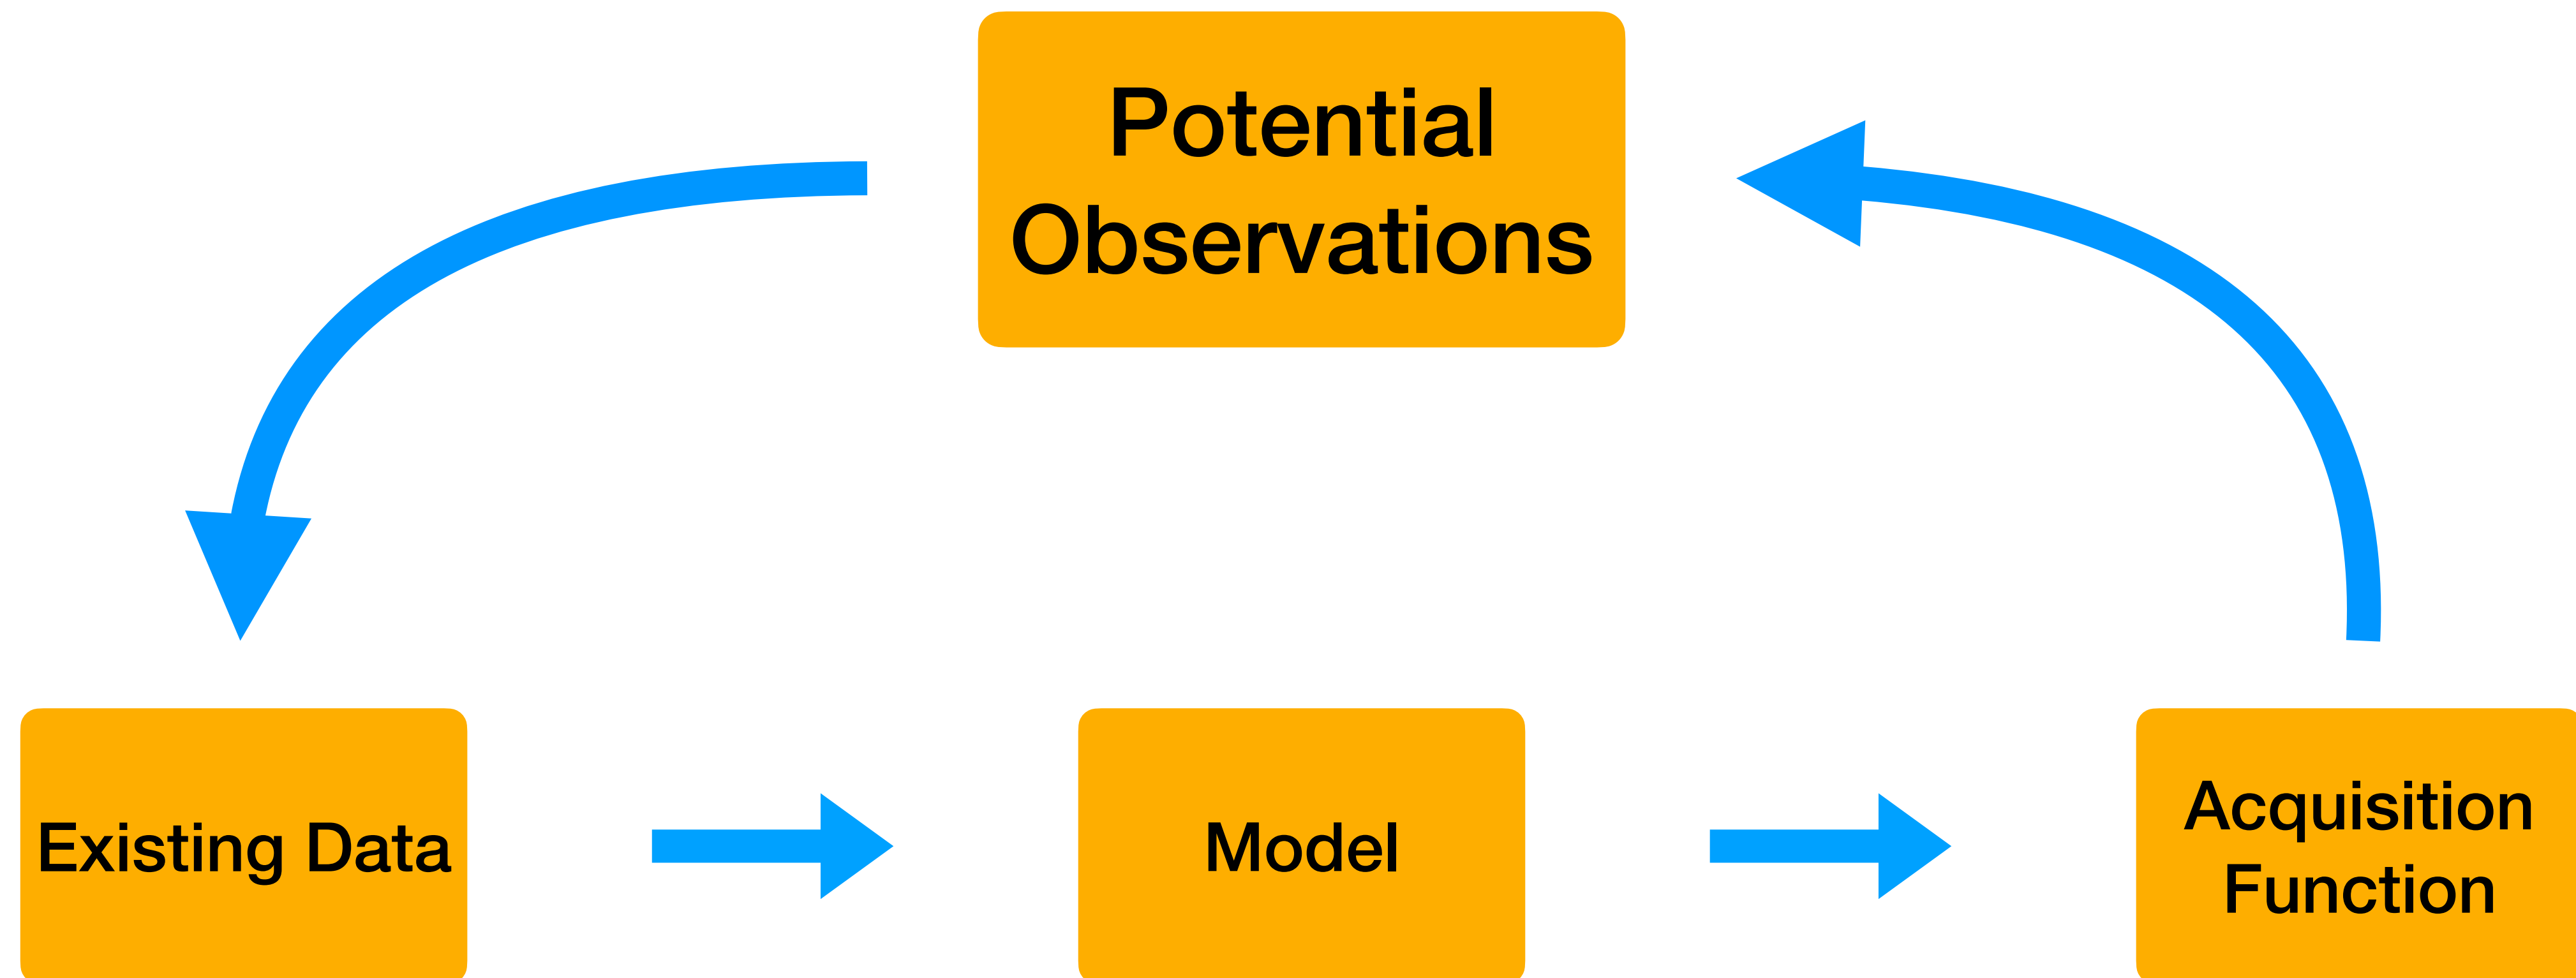 Potential
Observations
Existing Data
Model
Acquisition
Function